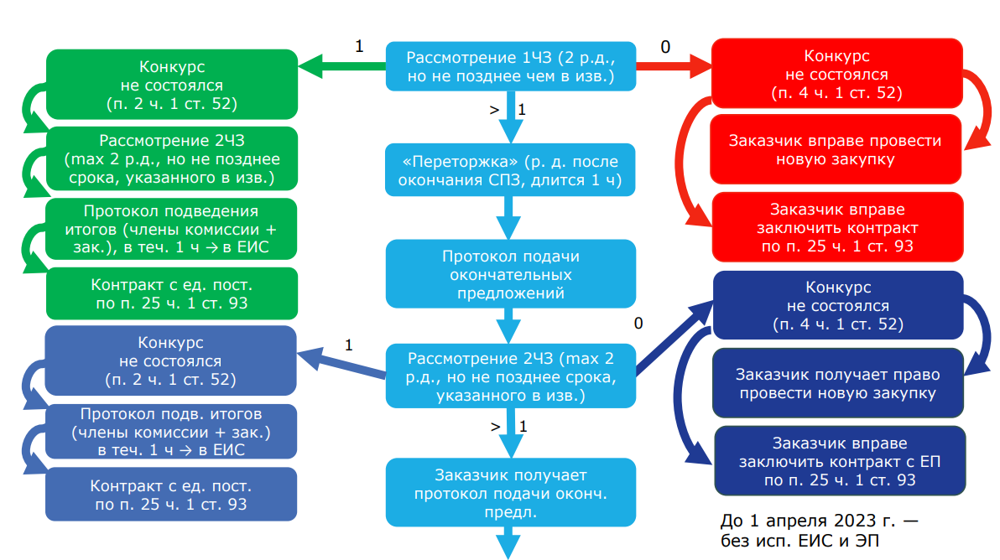 Конкурс
не состоялся
(п. 2 ч. 1 ст. 52)
Рассмотрение 2ЧЗ
(max 2 р.д., но не позднее
срока, указанного в изв.)
Протокол подведения
итогов (члены комиссии +
зак.), в теч. 1 ч → в ЕИС
Контракт с ед. пост.
по п. 25 ч. 1 ст. 93
Конкурс
не состоялся
(п. 2 ч. 1 ст. 52)
Протокол подв. итогов
(члены комиссии + зак.)
в теч. 1 ч → в ЕИС
Контракт с ед. пост.
по п. 25 ч. 1 ст. 93
1
Рассмотрение 1ЧЗ (2 р.д.,
но не позднее чем в изв.)
0
> 1
«Переторжка» (р. д. после
окончания СПЗ, длится 1 ч)
Протокол подачи
окончательных
предложений
1
0
Рассмотрение 2ЧЗ (max 2
р.д., но не позднее срока,
указанного в изв.)
> 1
Заказчик получает
протокол подачи оконч.
предл.
Конкурс
не состоялся
(п. 4 ч. 1 ст. 52)
Заказчик вправе провести
новую закупку
Заказчик вправе
заключить контракт
по п. 25 ч. 1 ст. 93
Конкурс
не состоялся
(п. 4 ч. 1 ст. 52)
Заказчик получает право
провести новую закупку
Заказчик вправе
заключить контракт с ЕП
по п. 25 ч. 1 ст. 93
До 1 апреля 2023 г. —
без исп. ЕИС и ЭП